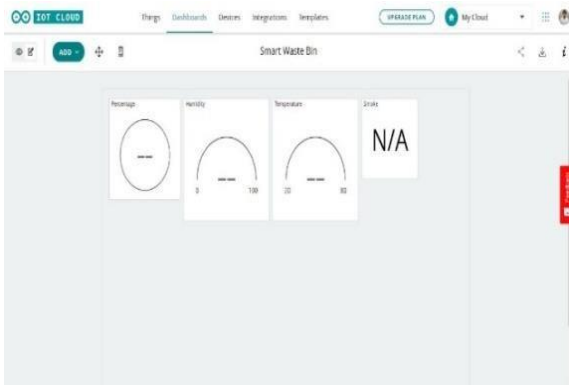 IOT CLOUD
Things Dashboards Devices Integrations Templates
UPGRADE PLAN
My Cloud
ADD
Smart Waste Bin
Percentage
Humidity
Temperature
Smoke
--
-- 
0 100
--
20 80
N/A